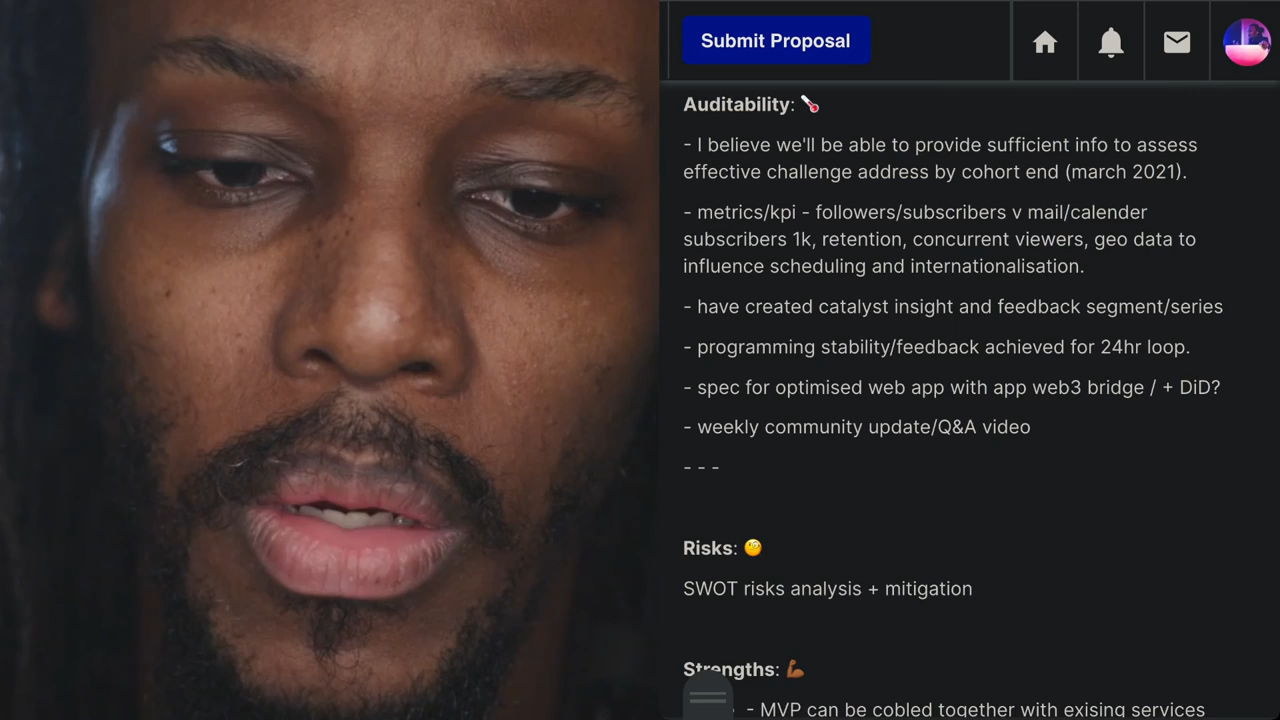 Submit Proposal
Auditability: 🌡️
- I believe we'll be able to provide sufficient info to assess
effective challenge address by cohort end (march 2021).
- metrics/kpi - followers/subscribers v mail/calender
subscribers 1k, retention, concurrent viewers, geo data to
influence scheduling and internationalisation.
- have created catalyst insight and feedback segment/series
- programming stability/feedback achieved for 24hr loop.
- spec for optimised web app with app web3 bridge / + DiD?
- weekly community update/Q&A video
- - -
Risks: 🧐
SWOT risks analysis + mitigation
Strengths: 💪🏾
- MVP can be cobled together with exising services